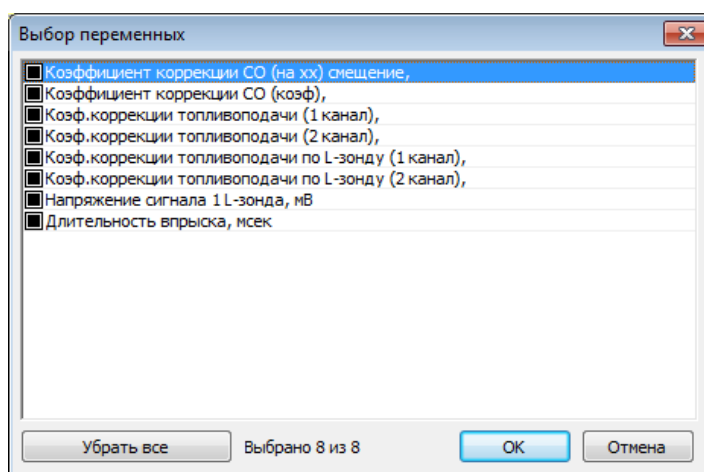 Выбор переменных
Коэффициент коррекции СО (на хх) смещение,
Коэффициент коррекции СО (коэф),
Коэф.коррекции топливоподачи (1 канал),
Коэф.коррекции топливоподачи (2 канал),
Коэф.коррекции топливоподачи по L-зонду (1 канал),
Коэф.коррекции топливоподачи по L-зонду (2 канал),
Напряжение сигнала 1 L-зонда, мВ
Длительность впрыска, мсек
Убрать все Выбрано 8 из 8 OK Отмена